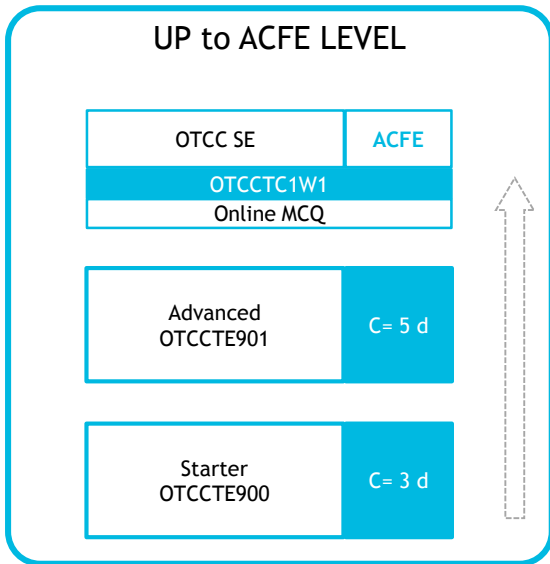 UP to ACFE LEVEL
OTCC SE
ACFE
OTCCTC1W1
Online MCQ
Advanced
OTCCTE901
C= 5 d
Starter
OTCCTE900
C= 3 d